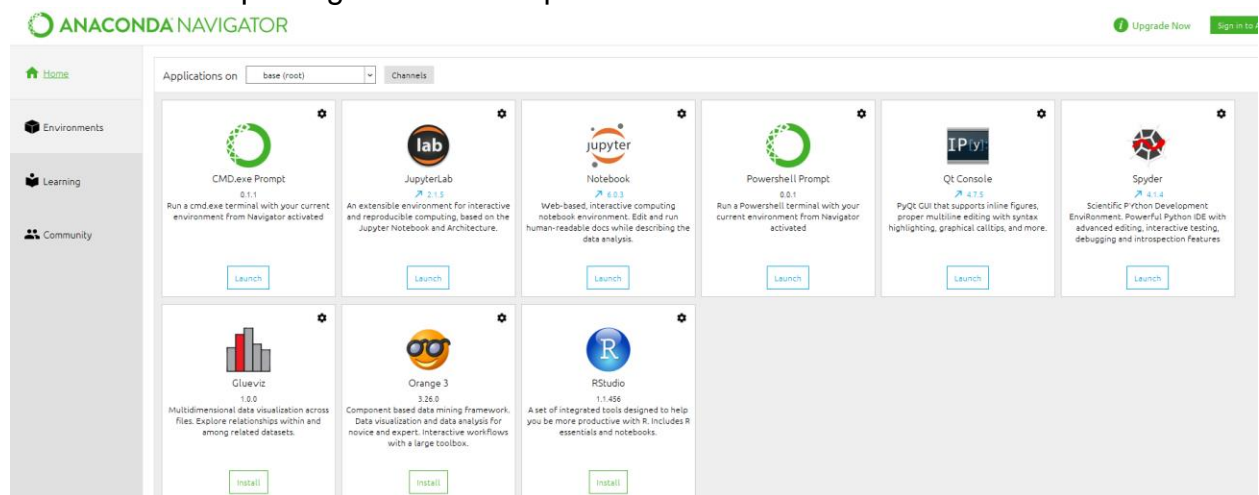 ANACONDA NAVIGATOR
Upgrade Now
Sign in to A
Home
Environments
Learning
Community
Applications on
base (root)
Channels
CMD.exe Prompt
0.1.1
Run a cmd.exe terminal with your current
environment from Navigator activated
Launch
lab
JupyterLab
2.1.5
An extensible environment for interactive
and reproducible computing, based on the
Jupyter Notebook and Architecture.
Launch
jupyter
Notebook
6.0.3
Web-based, interactive computing
notebook environment. Edit and run
human-readable docs while describing the
data analysis.
Launch
Powershell Prompt
0.0.1
Run a Powershell terminal with your
current environment from Navigator
activated
Launch
IP[y]:
Qt Console
4.7.5
PyQt GUI that supports inline figures,
proper multiline editing with syntax
highlighting, graphical calltips, and more.
Launch
Spyder
4.1.4
Scientific PYthon Development
EnviRonment. Powerful Python IDE with
advanced editing, interactive testing,
debugging and introspection features
Launch
Glueviz
1.0.0
Multidimensional data visualization across
files. Explore relationships within and
among related datasets.
Install
Orange 3
3.26.0
Component based data mining framework.
Data visualization and data analysis for
novice and expert. Interactive workflows
with a large toolbox.
Install
R
RStudio
1.1.456
A set of integrated tools designed to help
you be more productive with R. Includes R
essentials and notebooks.
Install